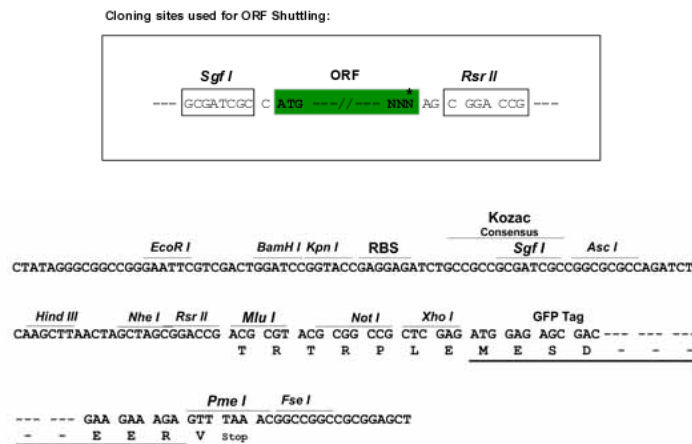 Cloning sites used for ORF Shuttling:
Sgf I ORF Rsr II
--- GCGATCGC C ATG ---//--- NNN* AG C GGA CCG ---
Kozac
Consensus
EcoR I BamH I Kpn I RBS Sgf I Asc I
CTATAGGGCGGCCGGGAATTCGTCGACTGGATCCGGTACCGAGGAGATCTGCCGCCGCGATCGCCGGCGCGCCAGATCT
Hind III Nhe I Rsr II Mlu I Not I Xho I GFP Tag
CAAGCTTAACTAGCTAGCGGACCG ACG CGT ACG CGG CCG CTC GAG ATG GAG AGC GAC--- --- ---
T R T R P L E M E S D - - -
Pme I Fse I
--- --- GAA GAA AGA GTT TAA ACGGCCGGCCGCGGAGCT
- - E E R V Stop